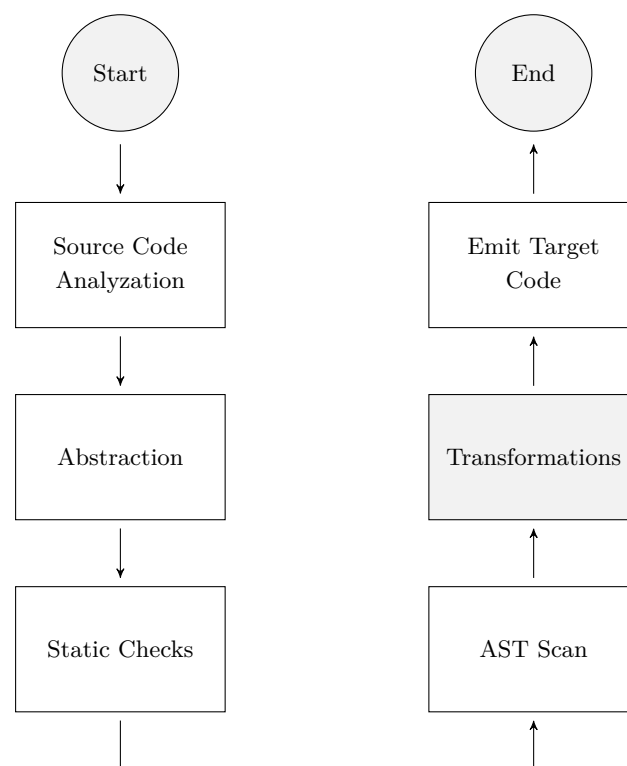 Start
Source Code
Analyzation
Abstraction
Static Checks
End
Emit Target
Code
Transformations
AST Scan